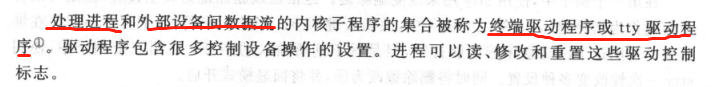 处理进程和外部设备间数据流的内核子程序的集合被称为终端驱动程序或 tty 驱动程
序①。驱动程序包含很多控制设备操作的设置。进程可以读、修改和重置这些驱动控制
标志。